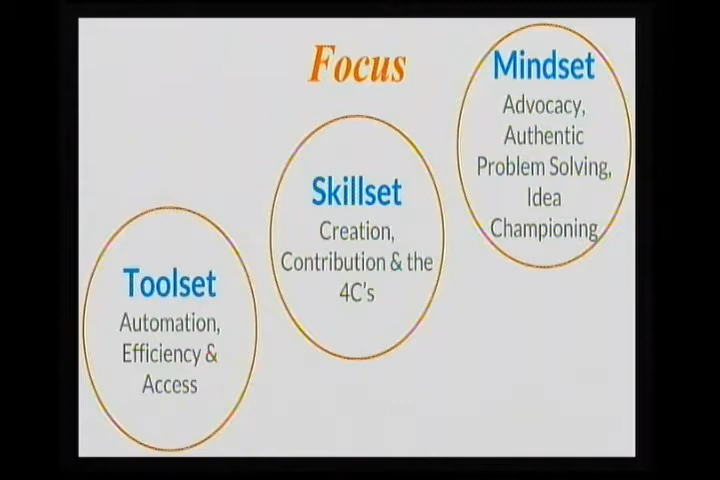 Focus
Mindset
Advocacy,
Authentic
Problem Solving,
Idea
Championing
Skillset
Creation,
Contribution & the
4C's
Toolset
Automation,
Efficiency &
Access